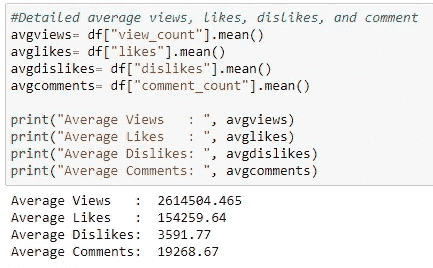 #Detailed average views, likes, dislikes, and comment
avgviews= df["view_count"].mean()
avglikes= df["likes"].mean()
avgdislikes= df["dislikes"].mean()
avgcomments= df["comment_count"].mean()
print("Average Views   : ", avgviews)
print("Average Likes   : ", avglikes)
print("Average Dislikes: ", avgdislikes)
print("Average Comments: ", avgcomments)
Average Views   :  2614504.465
Average Likes   :  154259.64
Average Dislikes:  3591.77
Average Comments:  19268.67